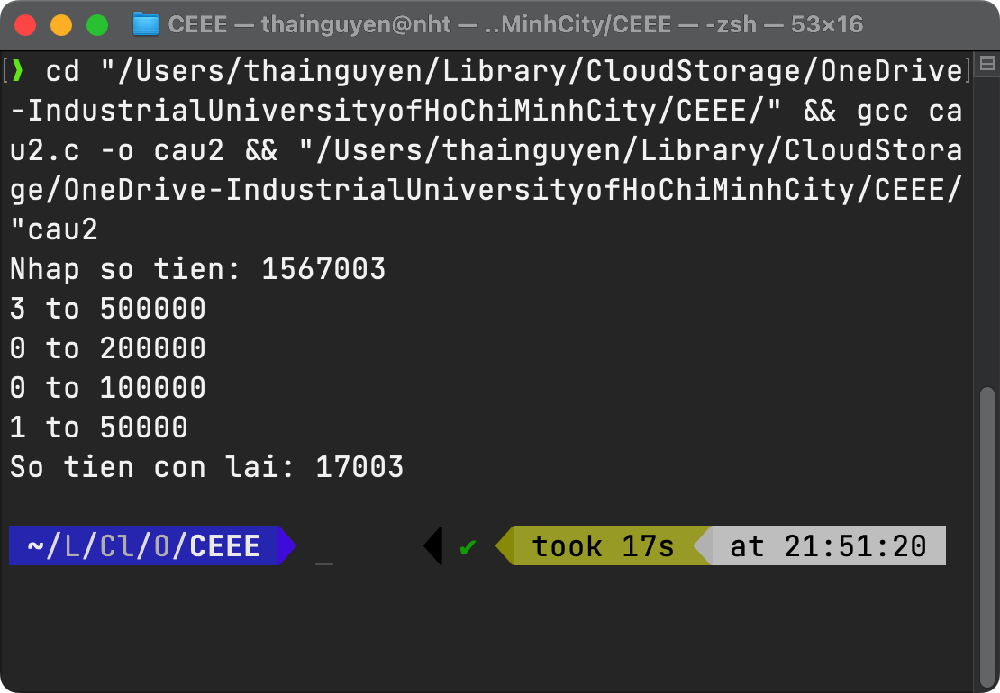 CEEE — thainguyen@nht — ..MinhCity/CEEE — -zsh — 53×16
[❯ cd "/Users/thainguyen/Library/CloudStorage/OneDrive]
-IndustrialUniversityofHoChiMinhCity/CEEE/" && gcc ca
u2.c -o cau2 && "/Users/thainguyen/Library/CloudStora
ge/OneDrive-IndustrialUniversityofHoChiMinhCity/CEEE/
"cau2
Nhap so tien: 1567003
3 to 500000
0 to 200000
0 to 100000
1 to 50000
So tien con lai: 17003
~/L/Cl/O/CEEE _ ✔ took 17s at 21:51:20